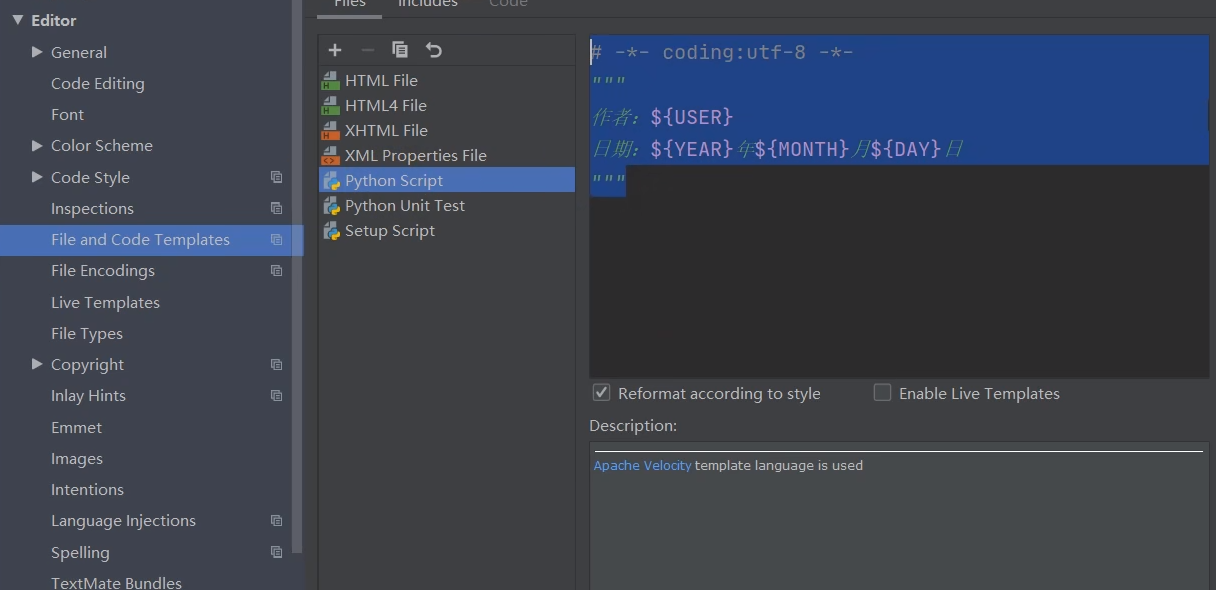 Files Includes Code
Editor
General
Code Editing
Font
Color Scheme
Code Style
Inspections
File and Code Templates
File Encodings
Live Templates
File Types
Copyright
Inlay Hints
Emmet
Images
Intentions
Language Injections
Spelling
TextMate Bundles
HTML File
HTML4 File
XHTML File
XML Properties File
Python Script
Python Unit Test
Setup Script
# -*- coding:utf-8 -*-
"""
作者：${USER}
日期：${YEAR}年${MONTH}月${DAY}日
"""
Reformat according to style
Enable Live Templates
Description:
Apache Velocity template language is used